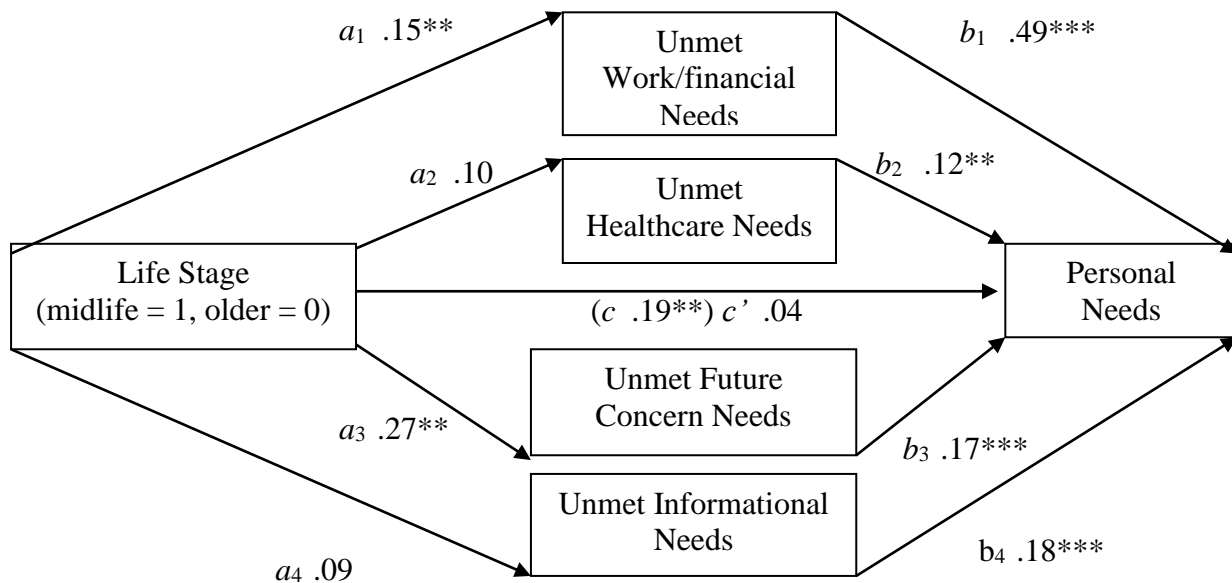 a1 .15**
b1 .49***
Unmet
Work/financial
Needs
a2 .10
b2 .12**
Unmet
Healthcare Needs
Life Stage
(midlife = 1, older = 0)
Personal
Needs
(c .19**) c’ .04
Unmet Future
Concern Needs
a3 .27**
b3 .17***
Unmet Informational
Needs
a4 .09
b4 .18***